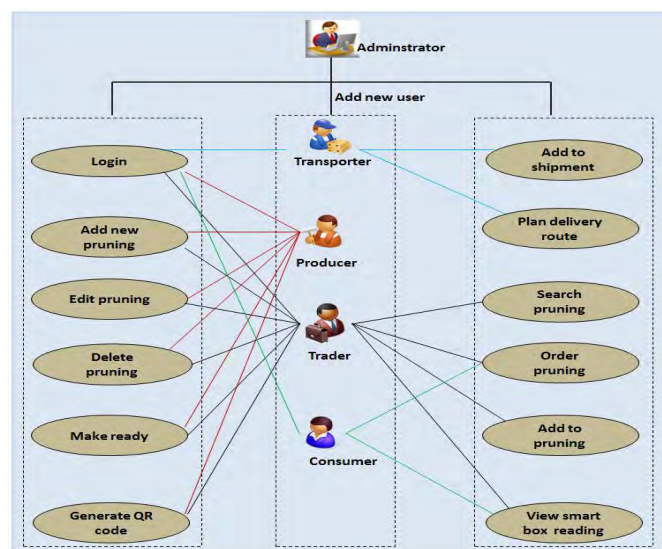 Adminstrator
Add new user
Login
Add new
pruning
Edit pruning
Delete
pruning
Make ready
Generate QR
code
Transporter
Producer
Trader
Consumer
Add to
shipment
Plan delivery
route
Search
pruning
Order
pruning
Add to
pruning
View smart
box reading